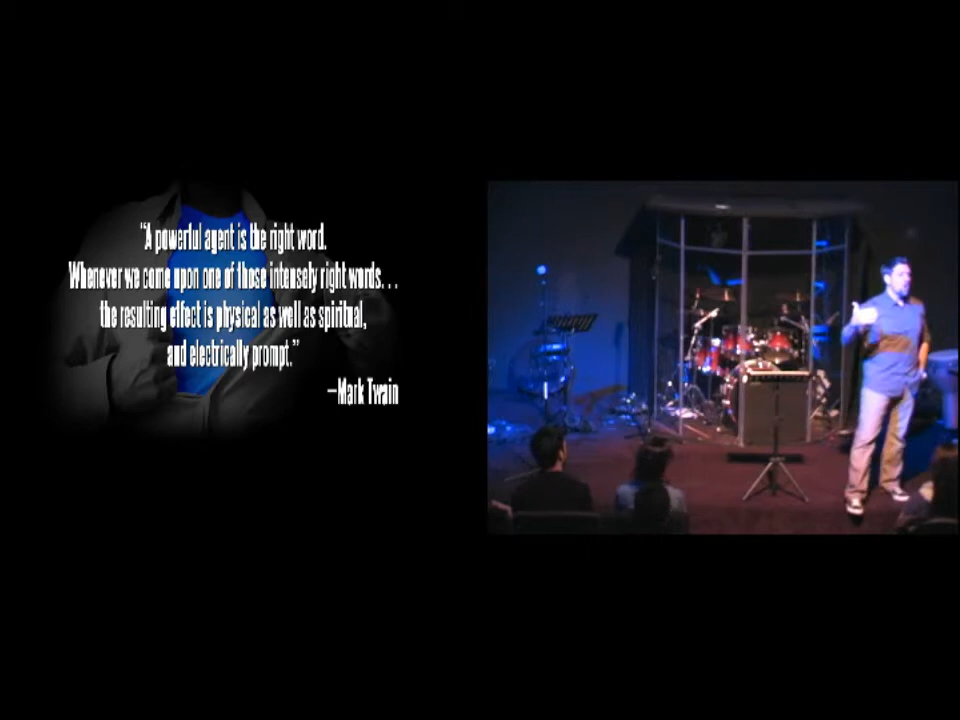 “A powerful agent is the right word.
Whenever we come upon one of those intensely right words. . .
the resulting effect is physical as well as spiritual,
and electrically prompt.”
–Mark Twain